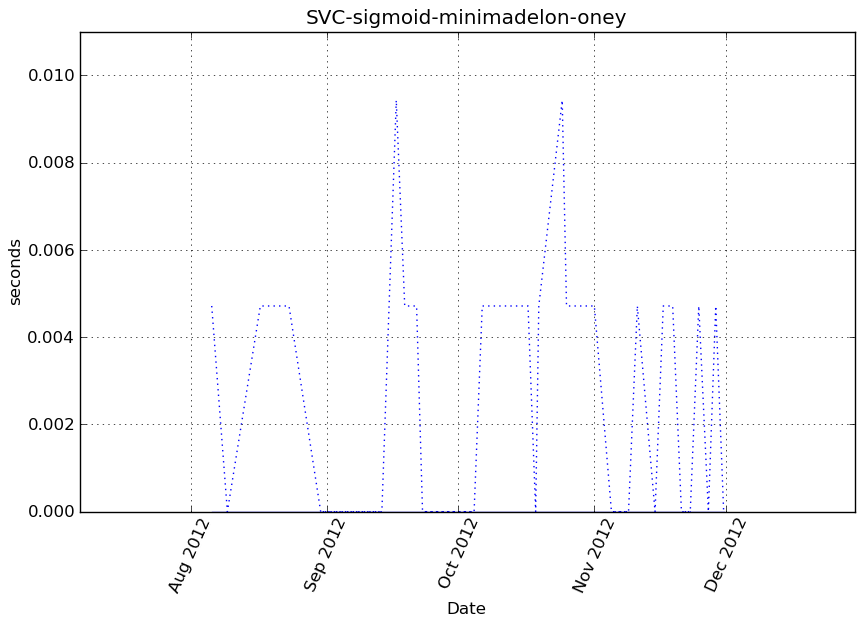 SVC-sigmoid-minimadelon-oney
0.010
0.008
0.006
0.004
0.002
0.000
seconds
Aug 2012
Sep 2012
Oct 2012
Nov 2012
Dec 2012
Date